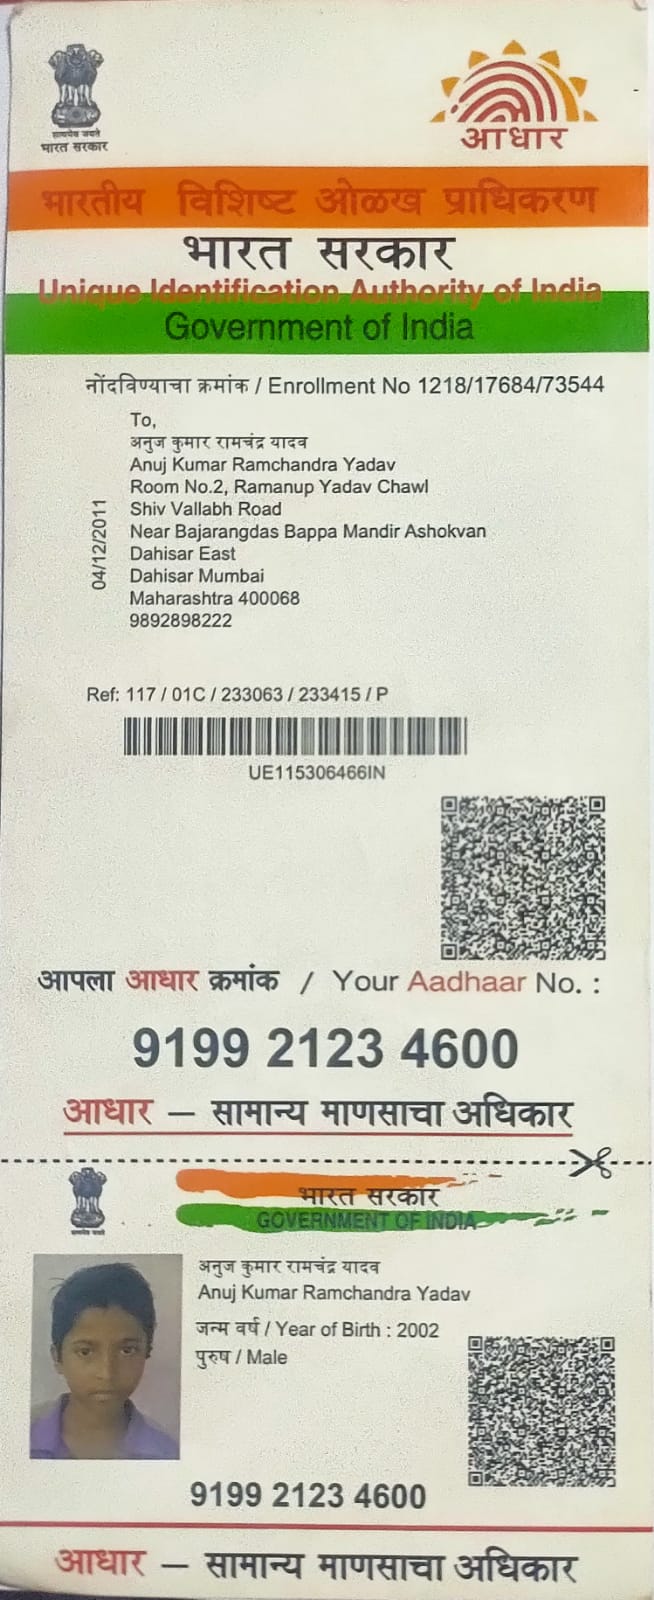 सत्यमेव जयते
भारत सरकार
आधार
भारतीय विशिष्ट ओळख प्राधिकरण
भारत सरकार
Unique Identification Authority of India
Government of India
नोंदविण्याचा क्रमांक / Enrollment No 1218/17684/73544
To,
अनुज कुमार रामचंद्र यादव
Anuj Kumar Ramchandra Yadav
Room No.2, Ramanup Yadav Chawl
Shiv Vallabh Road
Near Bajarangdas Bappa Mandir Ashokvan
Dahisar East
Dahisar Mumbai
Maharashtra 400068
9892898222
04/12/2011
Ref: 117 / 01C / 233063 / 233415 / P
UE115306466IN
आपला आधार क्रमांक / Your Aadhaar No. :
9199 2123 4600
आधार — सामान्य माणसाचा अधिकार
भारत सरकार
GOVERNMENT OF INDIA
अनुज कुमार रामचंद्र यादव
Anuj Kumar Ramchandra Yadav
जन्म वर्ष / Year of Birth : 2002
पुरुष / Male
9199 2123 4600
आधार — सामान्य माणसाचा अधिकार